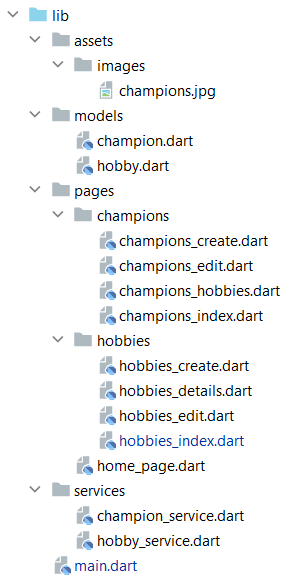 lib
assets
images
champions.jpg
models
champion.dart
hobby.dart
pages
champions
champions_create.dart
champions_edit.dart
champions_hobbies.dart
champions_index.dart
hobbies
hobbies_create.dart
hobbies_details.dart
hobbies_edit.dart
hobbies_index.dart
home_page.dart
services
champion_service.dart
hobby_service.dart
main.dart